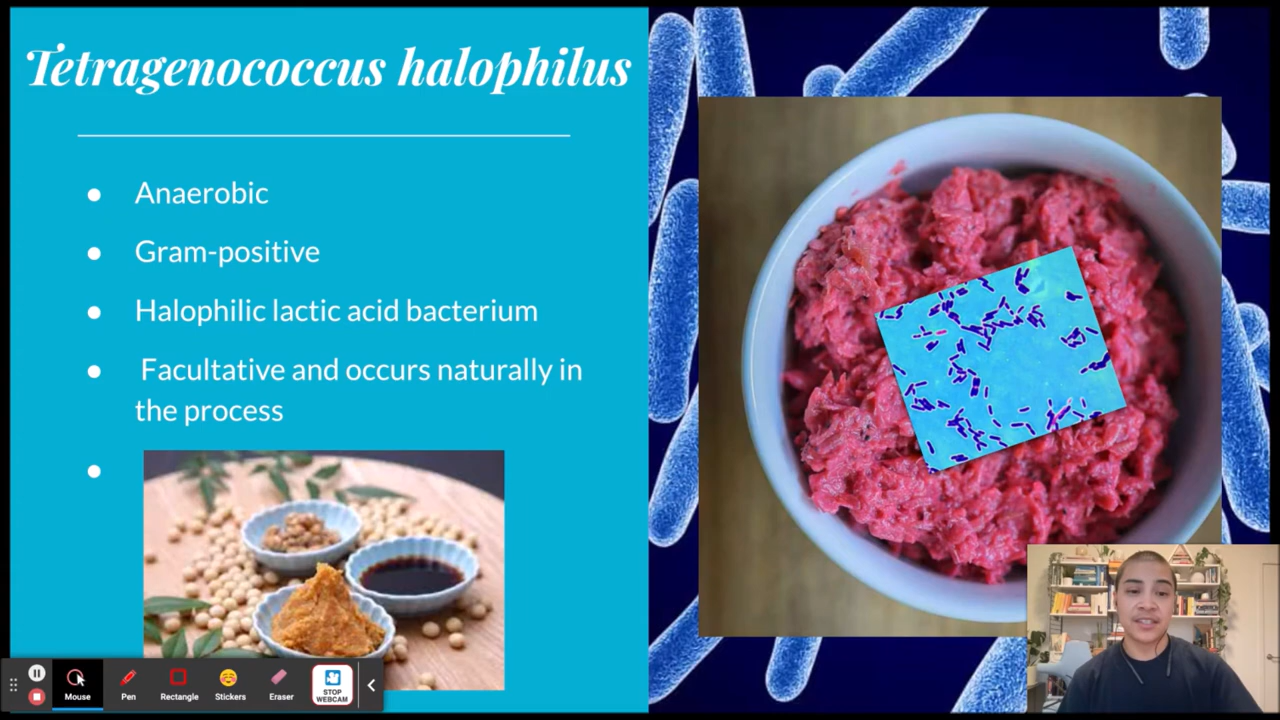 Tetragenococcus halophilus
● Anaerobic
● Gram-positive
● Halophilic lactic acid bacterium
● Facultative and occurs naturally in
the process
●
Mouse
Pen
Rectangle
Stickers
Eraser
STOP
WEBCAM